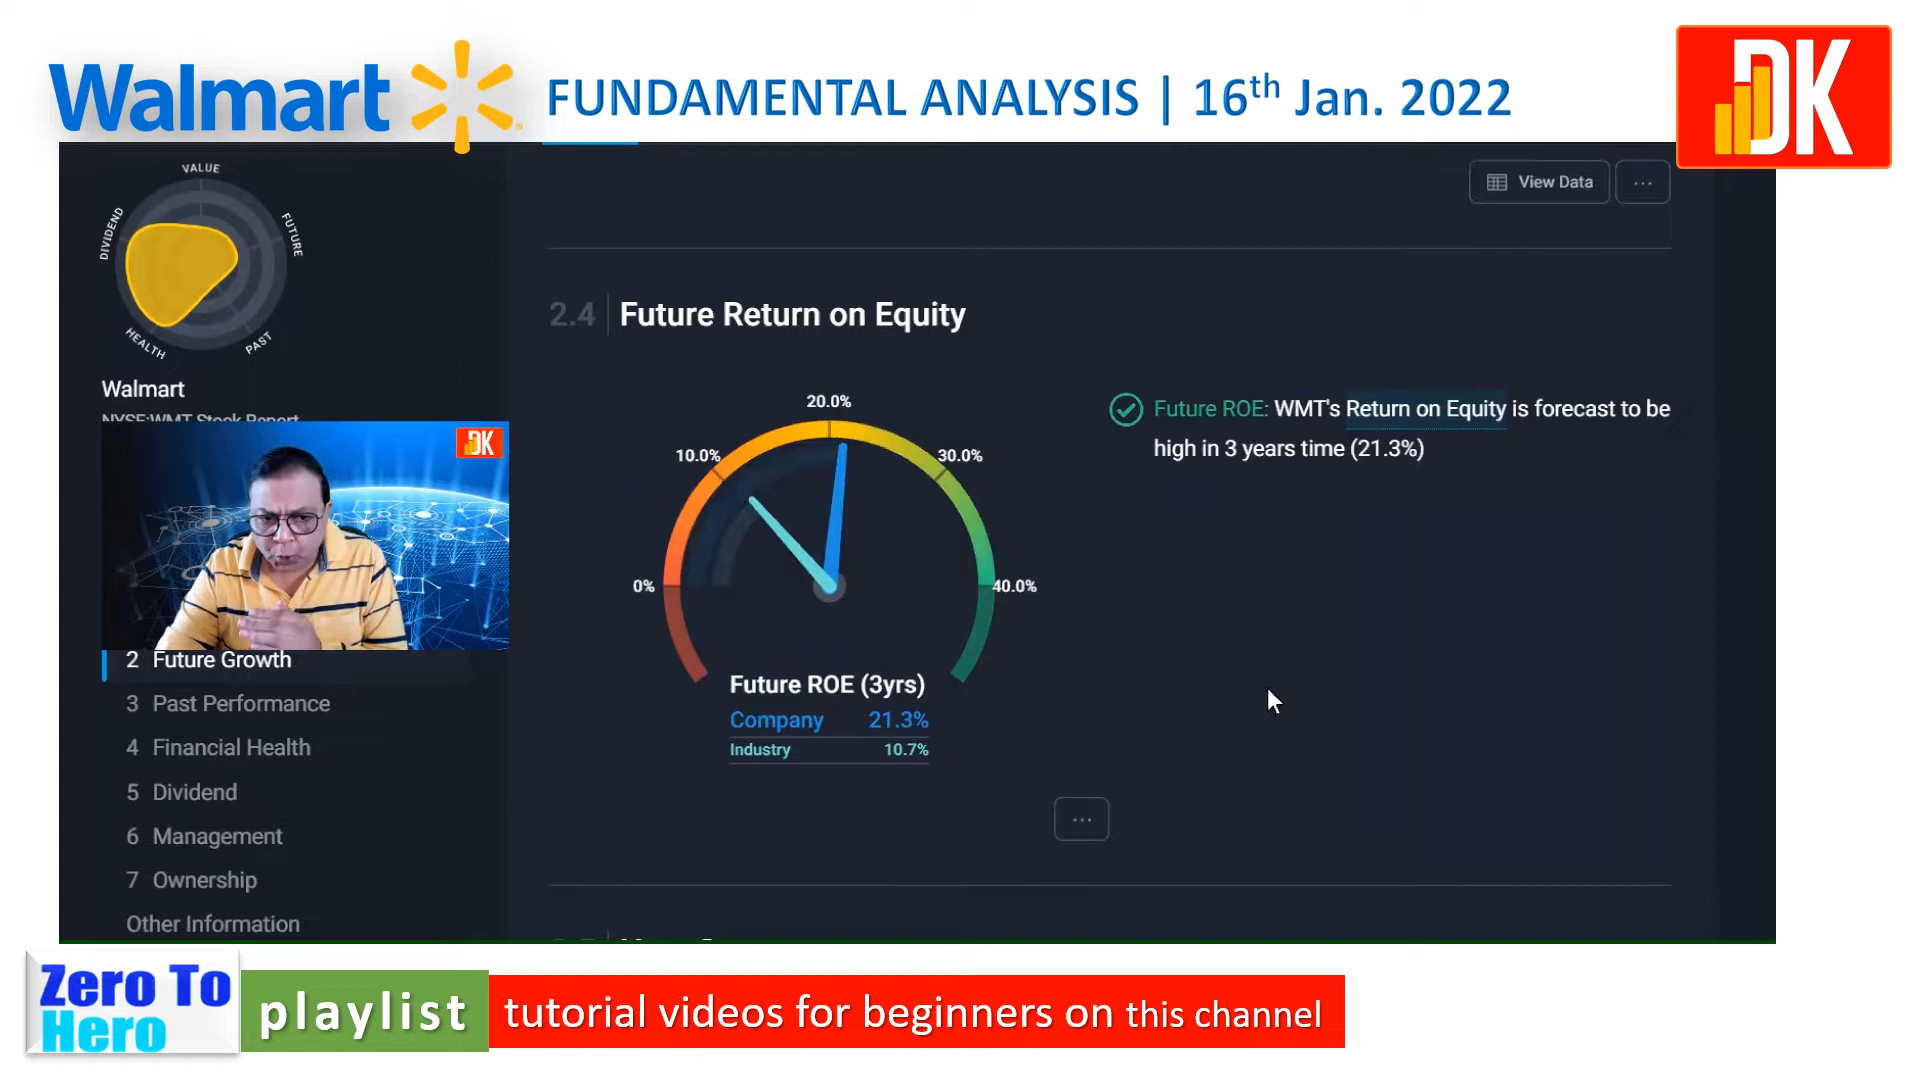 Walmart
FUNDAMENTAL ANALYSIS | 16th Jan. 2022
DK
VALUE
FUTURE
PAST
HEALTH
DIVIDEND
View Data
...
2.4 Future Return on Equity
Walmart
NYSE:WMT Stock Report
DK
2 Future Growth
3 Past Performance
4 Financial Health
5 Dividend
6 Management
7 Ownership
Other Information
0%
10.0%
20.0%
30.0%
40.0%
Future ROE (3yrs)
Company 21.3%
Industry 10.7%
Future ROE: WMT's Return on Equity is forecast to be
high in 3 years time (21.3%)
...
Zero To
Hero
playlist
tutorial videos for beginners on this channel